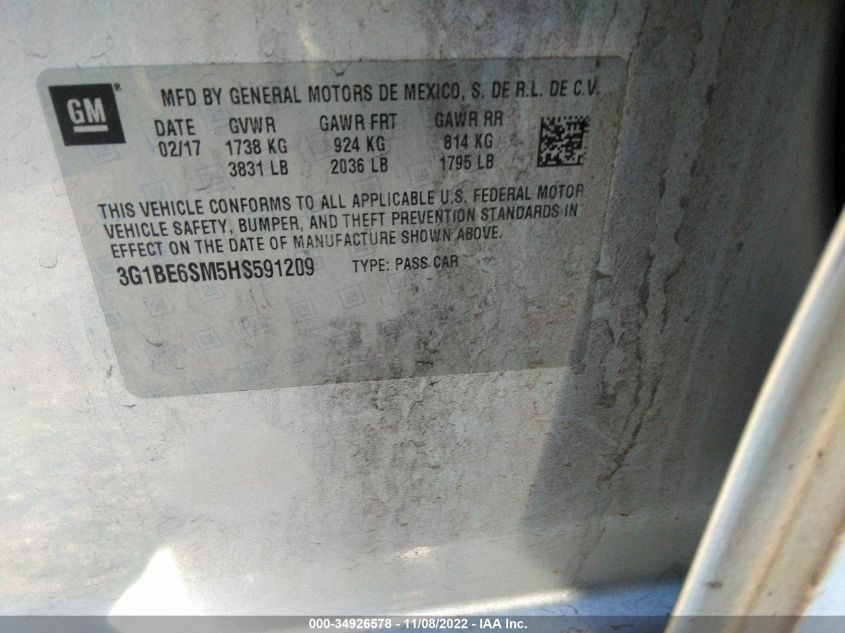 GM
MFD BY GENERAL MOTORS DE MEXICO, S. DE R.L. DE C.V.
DATE GVWR GAWR FRT GAWR RR
02/17 1738 KG 924 KG 814 KG
3831 LB 2036 LB 1795 LB
THIS VEHICLE CONFORMS TO ALL APPLICABLE U.S. FEDERAL MOTOR
VEHICLE SAFETY, BUMPER, AND THEFT PREVENTION STANDARDS IN
EFFECT ON THE DATE OF MANUFACTURE SHOWN ABOVE.
3G1BE6SM5HS591209 TYPE: PASS CAR
000-34926578 - 11/08/2022 - IAA Inc.